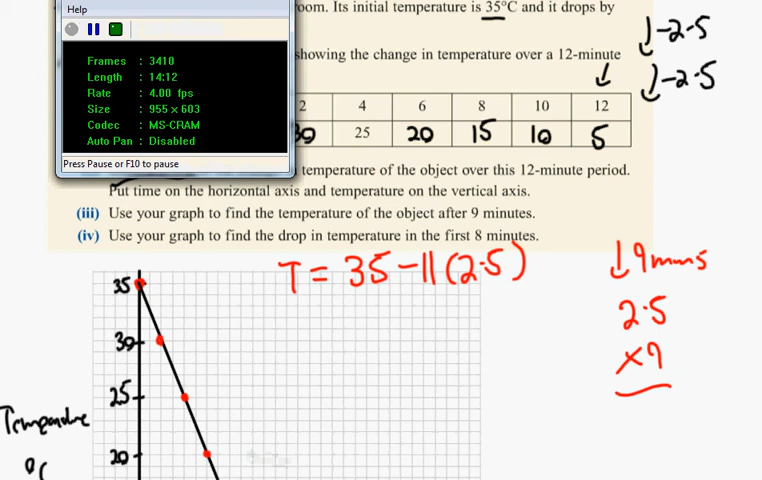 Help
oom. Its initial temperature is 35°C and it drops by
Frames : 3410
Length : 14:12
Rate : 4.00 fps
Size : 955 x 603
Codec : MS-CRAM
Auto Pan : Disabled
Press Pause or F10 to pause
-2.5
showing the change in temperature over a 12-minute
-2.5
2 4 6 8 10 12
30 25 20 15 10 5
temperature of the object over this 12-minute period.
Put time on the horizontal axis and temperature on the vertical axis.
(iii) Use your graph to find the temperature of the object after 9 minutes.
(iv) Use your graph to find the drop in temperature in the first 8 minutes.
T = 35 - 11(2.5)
9 mins
2.5
×9
35
30
25
Temperature
20
°C